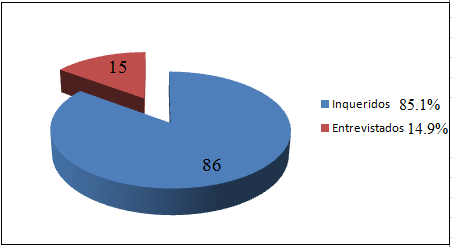 15
Inqueridos 85.1%
Entrevistados 14.9%
86